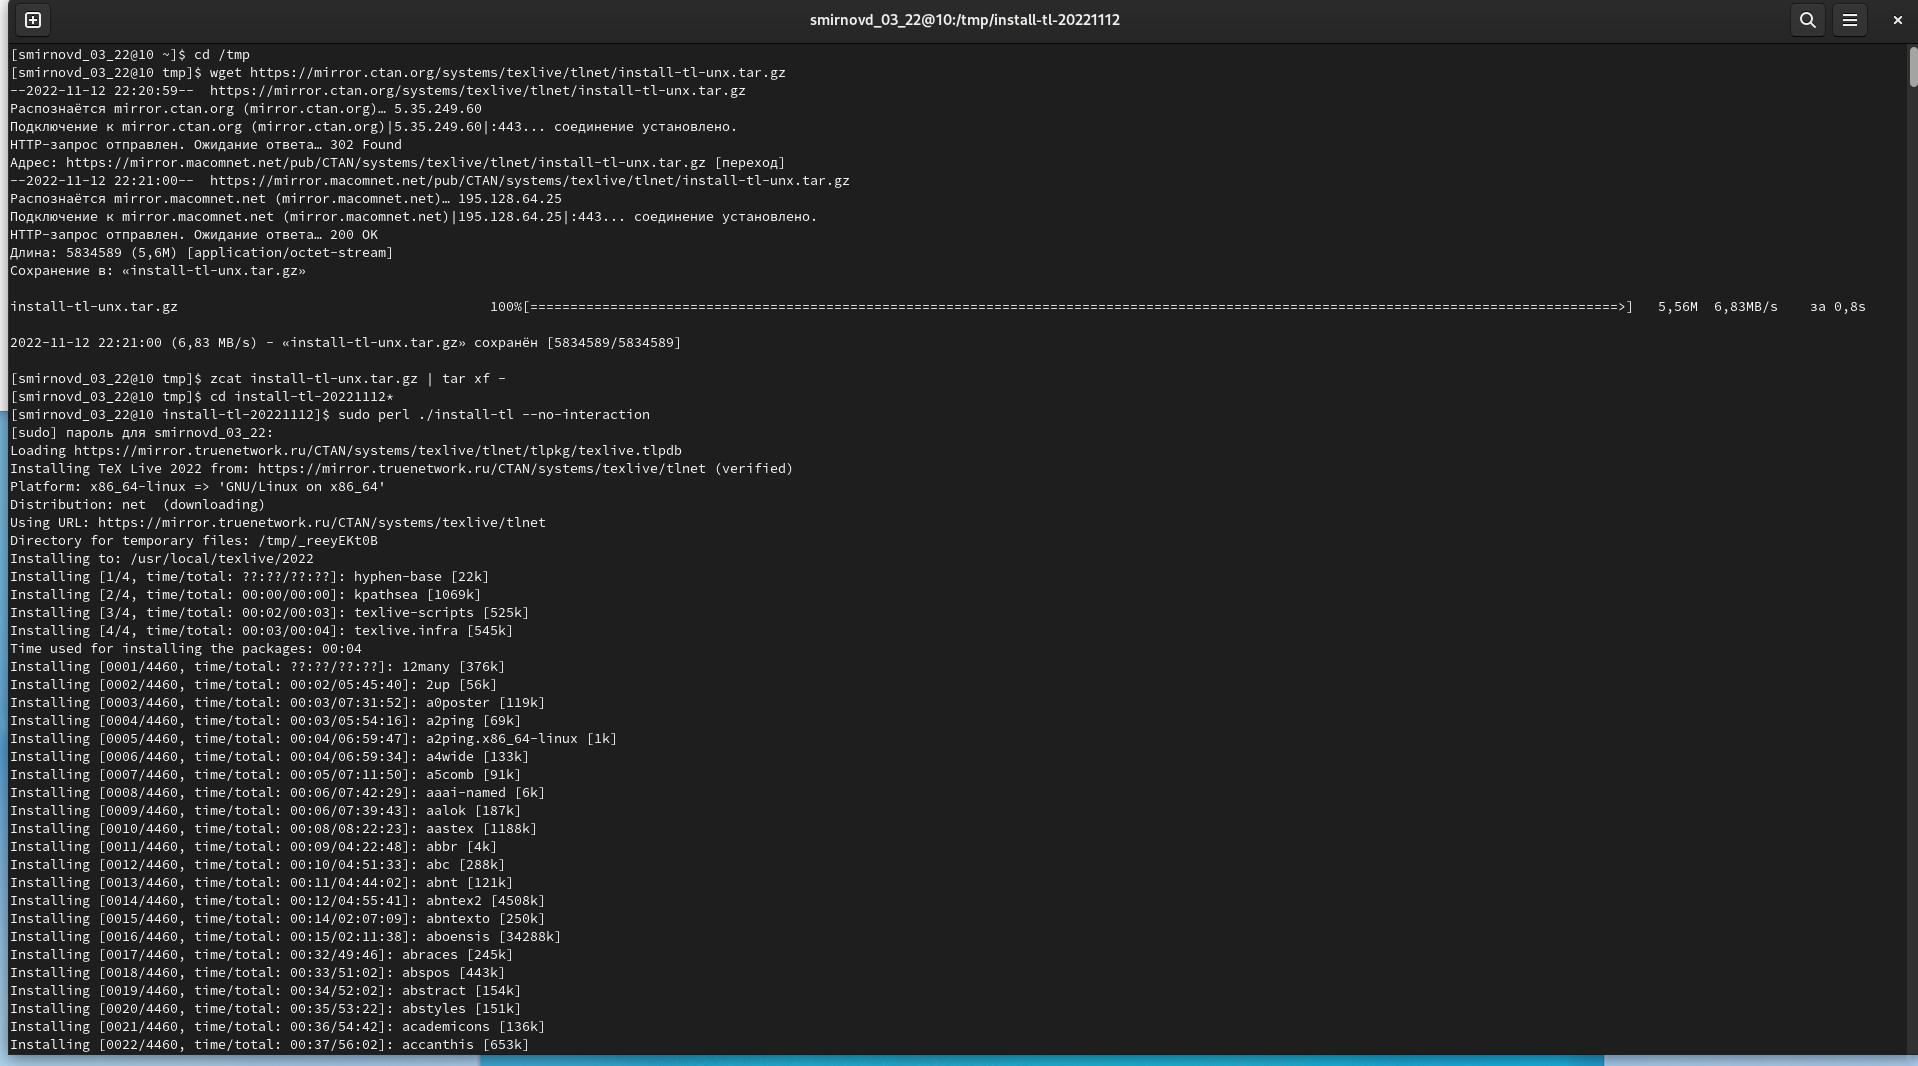 smirnovd_03_22@10:/tmp/install-tl-20221112
[smirnovd_03_22@10 ~]$ cd /tmp
[smirnovd_03_22@10 tmp]$ wget https://mirror.ctan.org/systems/texlive/tlnet/install-tl-unx.tar.gz
--2022-11-12 22:20:59--  https://mirror.ctan.org/systems/texlive/tlnet/install-tl-unx.tar.gz
Распознаётся mirror.ctan.org (mirror.ctan.org)… 5.35.249.60
Подключение к mirror.ctan.org (mirror.ctan.org)|5.35.249.60|:443... соединение установлено.
HTTP-запрос отправлен. Ожидание ответа… 302 Found
Адрес: https://mirror.macomnet.net/pub/CTAN/systems/texlive/tlnet/install-tl-unx.tar.gz [переход]
--2022-11-12 22:21:00--  https://mirror.macomnet.net/pub/CTAN/systems/texlive/tlnet/install-tl-unx.tar.gz
Распознаётся mirror.macomnet.net (mirror.macomnet.net)… 195.128.64.25
Подключение к mirror.macomnet.net (mirror.macomnet.net)|195.128.64.25|:443... соединение установлено.
HTTP-запрос отправлен. Ожидание ответа… 200 OK
Длина: 5834589 (5,6M) [application/octet-stream]
Сохранение в: «install-tl-unx.tar.gz»
install-tl-unx.tar.gz 100%[========================================================================================================================================>] 5,56M 6,83MB/s за 0,8s
2022-11-12 22:21:00 (6,83 MB/s) - «install-tl-unx.tar.gz» сохранён [5834589/5834589]
[smirnovd_03_22@10 tmp]$ zcat install-tl-unx.tar.gz | tar xf -
[smirnovd_03_22@10 tmp]$ cd install-tl-20221112*
[smirnovd_03_22@10 install-tl-20221112]$ sudo perl ./install-tl --no-interaction
[sudo] пароль для smirnovd_03_22:
Loading https://mirror.truenetwork.ru/CTAN/systems/texlive/tlnet/tlpkg/texlive.tlpdb
Installing TeX Live 2022 from: https://mirror.truenetwork.ru/CTAN/systems/texlive/tlnet (verified)
Platform: x86_64-linux => 'GNU/Linux on x86_64'
Distribution: net  (downloading)
Using URL: https://mirror.truenetwork.ru/CTAN/systems/texlive/tlnet
Directory for temporary files: /tmp/_reeyEKt0B
Installing to: /usr/local/texlive/2022
Installing [1/4, time/total: ??:??/??:??]: hyphen-base [22k]
Installing [2/4, time/total: 00:00/00:00]: kpathsea [1069k]
Installing [3/4, time/total: 00:02/00:03]: texlive-scripts [525k]
Installing [4/4, time/total: 00:03/00:04]: texlive.infra [545k]
Time used for installing the packages: 00:04
Installing [0001/4460, time/total: ??:??/??:??]: 12many [376k]
Installing [0002/4460, time/total: 00:02/05:45:40]: 2up [56k]
Installing [0003/4460, time/total: 00:03/07:31:52]: a0poster [119k]
Installing [0004/4460, time/total: 00:03/05:54:16]: a2ping [69k]
Installing [0005/4460, time/total: 00:04/06:59:47]: a2ping.x86_64-linux [1k]
Installing [0006/4460, time/total: 00:04/06:59:34]: a4wide [133k]
Installing [0007/4460, time/total: 00:05/07:11:50]: a5comb [91k]
Installing [0008/4460, time/total: 00:06/07:42:29]: aaai-named [6k]
Installing [0009/4460, time/total: 00:06/07:39:43]: aalok [187k]
Installing [0010/4460, time/total: 00:08/08:22:23]: aastex [1188k]
Installing [0011/4460, time/total: 00:09/04:22:48]: abbr [4k]
Installing [0012/4460, time/total: 00:10/04:51:33]: abc [288k]
Installing [0013/4460, time/total: 00:11/04:44:02]: abnt [121k]
Installing [0014/4460, time/total: 00:12/04:55:41]: abntex2 [4508k]
Installing [0015/4460, time/total: 00:14/02:07:09]: abntexto [250k]
Installing [0016/4460, time/total: 00:15/02:11:38]: aboensis [34288k]
Installing [0017/4460, time/total: 00:32/49:46]: abraces [245k]
Installing [0018/4460, time/total: 00:33/51:02]: abspos [443k]
Installing [0019/4460, time/total: 00:34/52:02]: abstract [154k]
Installing [0020/4460, time/total: 00:35/53:22]: abstyles [151k]
Installing [0021/4460, time/total: 00:36/54:42]: academicons [136k]
Installing [0022/4460, time/total: 00:37/56:02]: accanthis [653k]